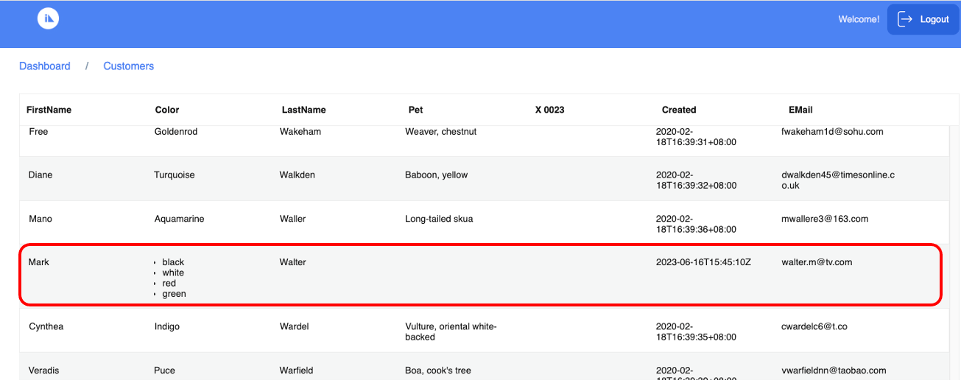 Welcome! Logout
Dashboard / Customers
FirstName Color LastName Pet X 0023 Created EMail
Free Goldenrod Wakeham Weaver, chestnut 2020-02-18T16:39:31+08:00 fwakeham1d@sohu.com
Diane Turquoise Walkden Baboon, yellow 2020-02-18T16:39:32+08:00 dwalkden45@timesonline.co.uk
Mano Aquamarine Waller Long-tailed skua 2020-02-18T16:39:36+08:00 mwallere3@163.com
Mark
black
white
red
green
Walter 2023-06-16T15:45:10Z walter.m@tv.com
Cynthea Indigo Wardel Vulture, oriental white-backed 2020-02-18T16:39:35+08:00 cwardelc6@t.co
Veradis Puce Warfield Boa, cook's tree 2020-02- vwarfieldnn@taobao.com